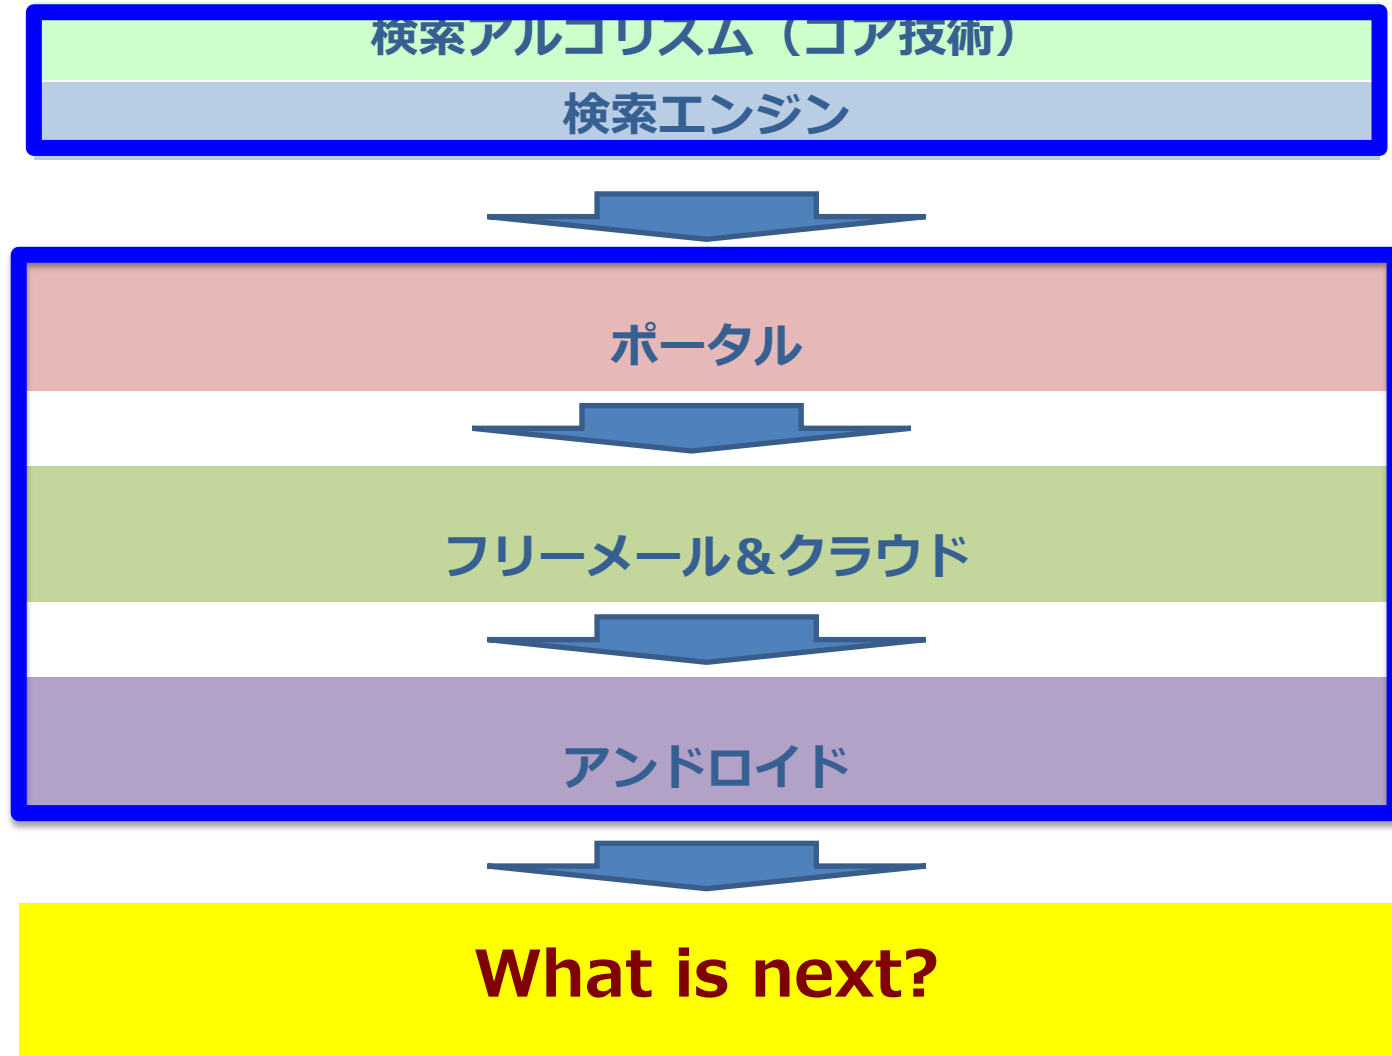 検索アルゴリズム（コア技術）
検索エンジン
ポータル
フリーメール＆クラウド
アンドロイド
What is next?